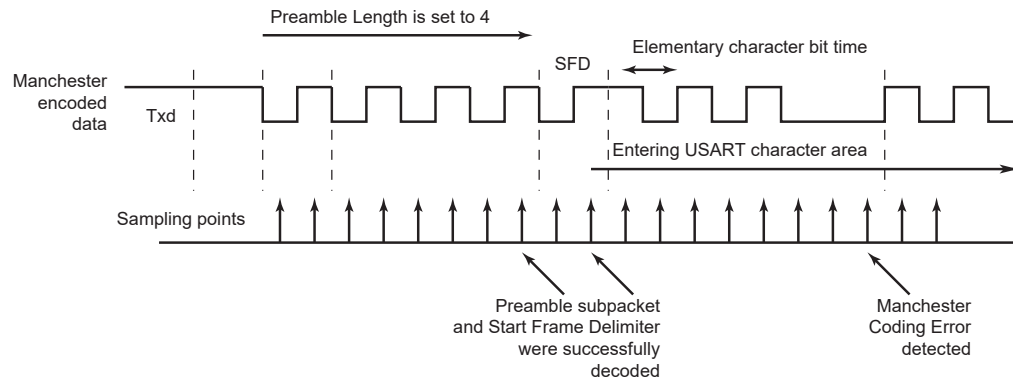 Preamble Length is set to 4
Elementary character bit time
SFD
Manchester
encoded
data
Txd
Entering USART character area
Sampling points
Preamble subpacket
and Start Frame Delimiter
were successfully
decoded
Manchester
Coding Error
detected